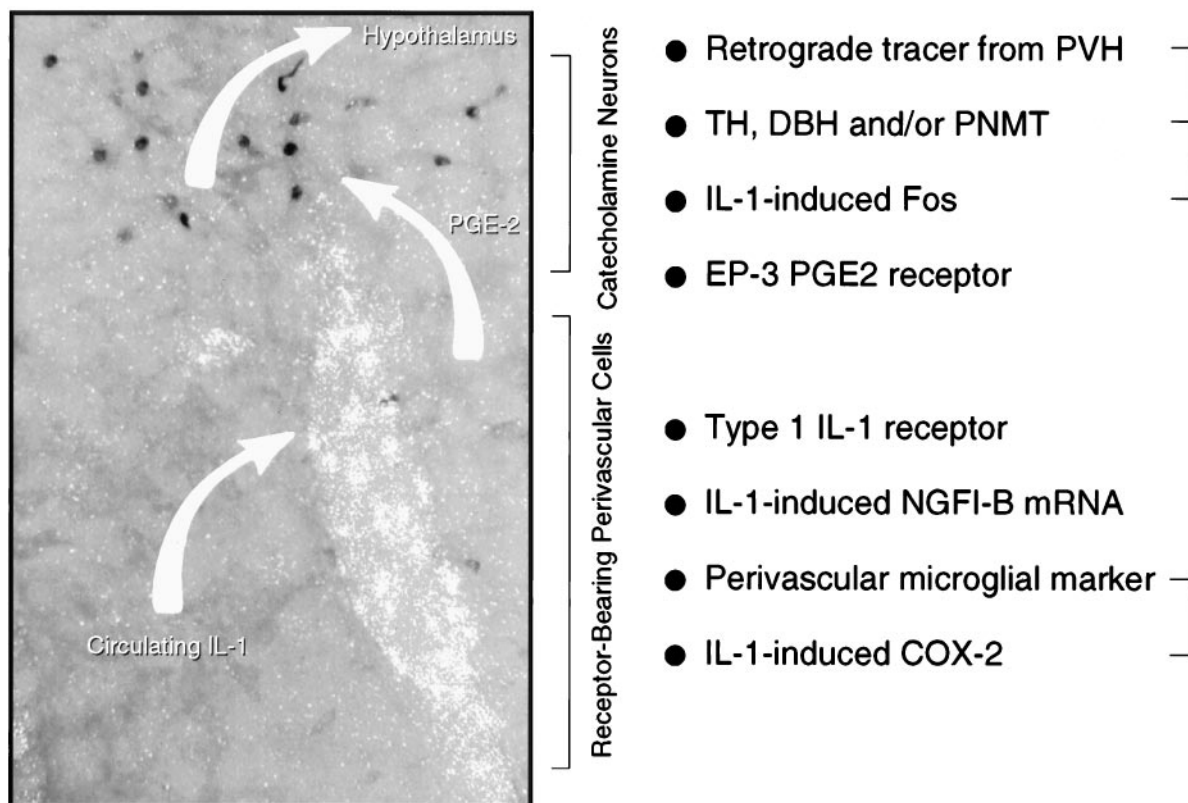 Hypothalamus
PGE-2
Circulating IL-1
Catecholamine Neurons
Receptor-Bearing Perivascular Cells
● Retrograde tracer from PVH
● TH, DBH and/or PNMT
● IL-1-induced Fos
● EP-3 PGE2 receptor
● Type 1 IL-1 receptor
● IL-1-induced NGFI-B mRNA
● Perivascular microglial marker
● IL-1-induced COX-2